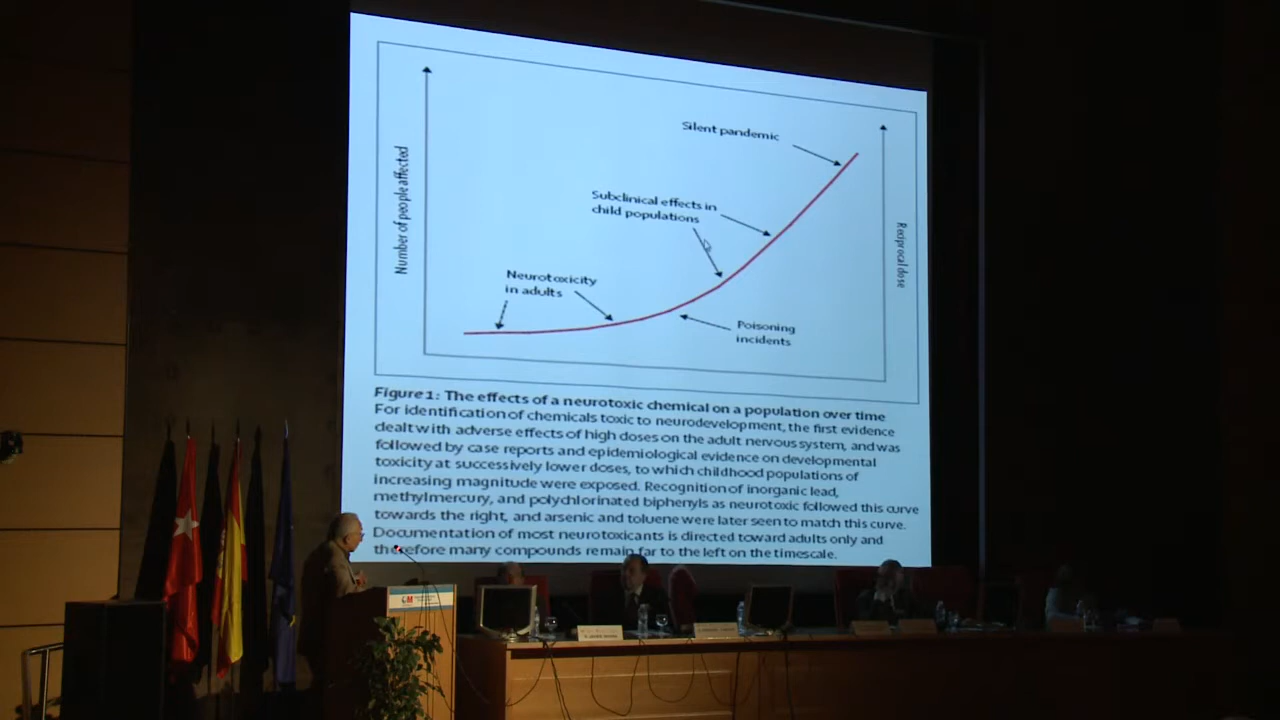 Silent pandemic
Number of people affected
Subclinical effects in
child populations
Reciprocal dose
Neurotoxicity
in adults
Poisoning
incidents
Figure 1: The effects of a neurotoxic chemical on a population over time
For identification of chemicals toxic to neurodevelopment, the first evidence
dealt with adverse effects of high doses on the adult nervous system, and was
followed by case reports and epidemiological evidence on developmental
toxicity at successively lower doses, to which childhood populations of
increasing magnitude were exposed. Recognition of inorganic lead,
methylmercury, and polychlorinated biphenyls as neurotoxic followed this curve
towards the right, and arsenic and toluene were later seen to match this curve.
Documentation of most neurotoxicants is directed toward adults only and
therefore many compounds remain far to the left on the timescale.